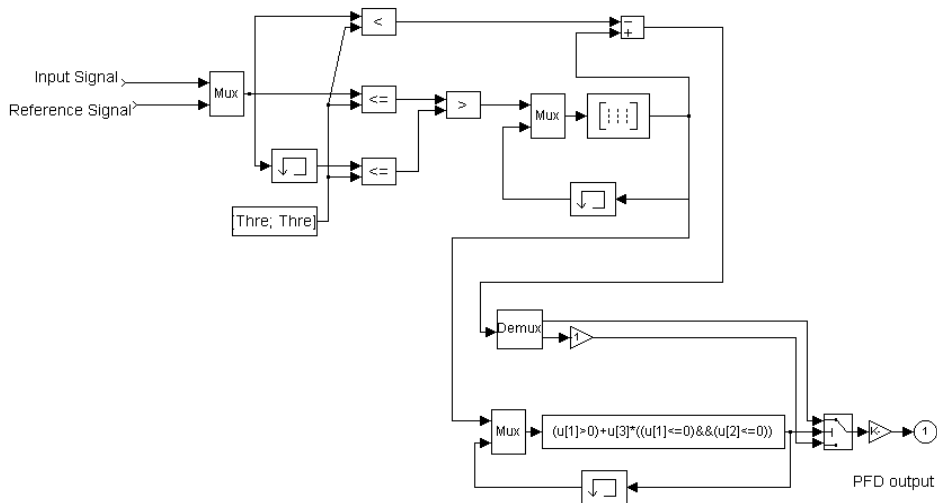 <
−
+
Input Signal
Reference Signal
Mux
<=
>
Mux
<=
[Thre; Thre]
Demux
1
Mux
(u[1]>0)+u[3]*((u[1]<=0)&&(u[2]<=0))
K-
1
PFD output